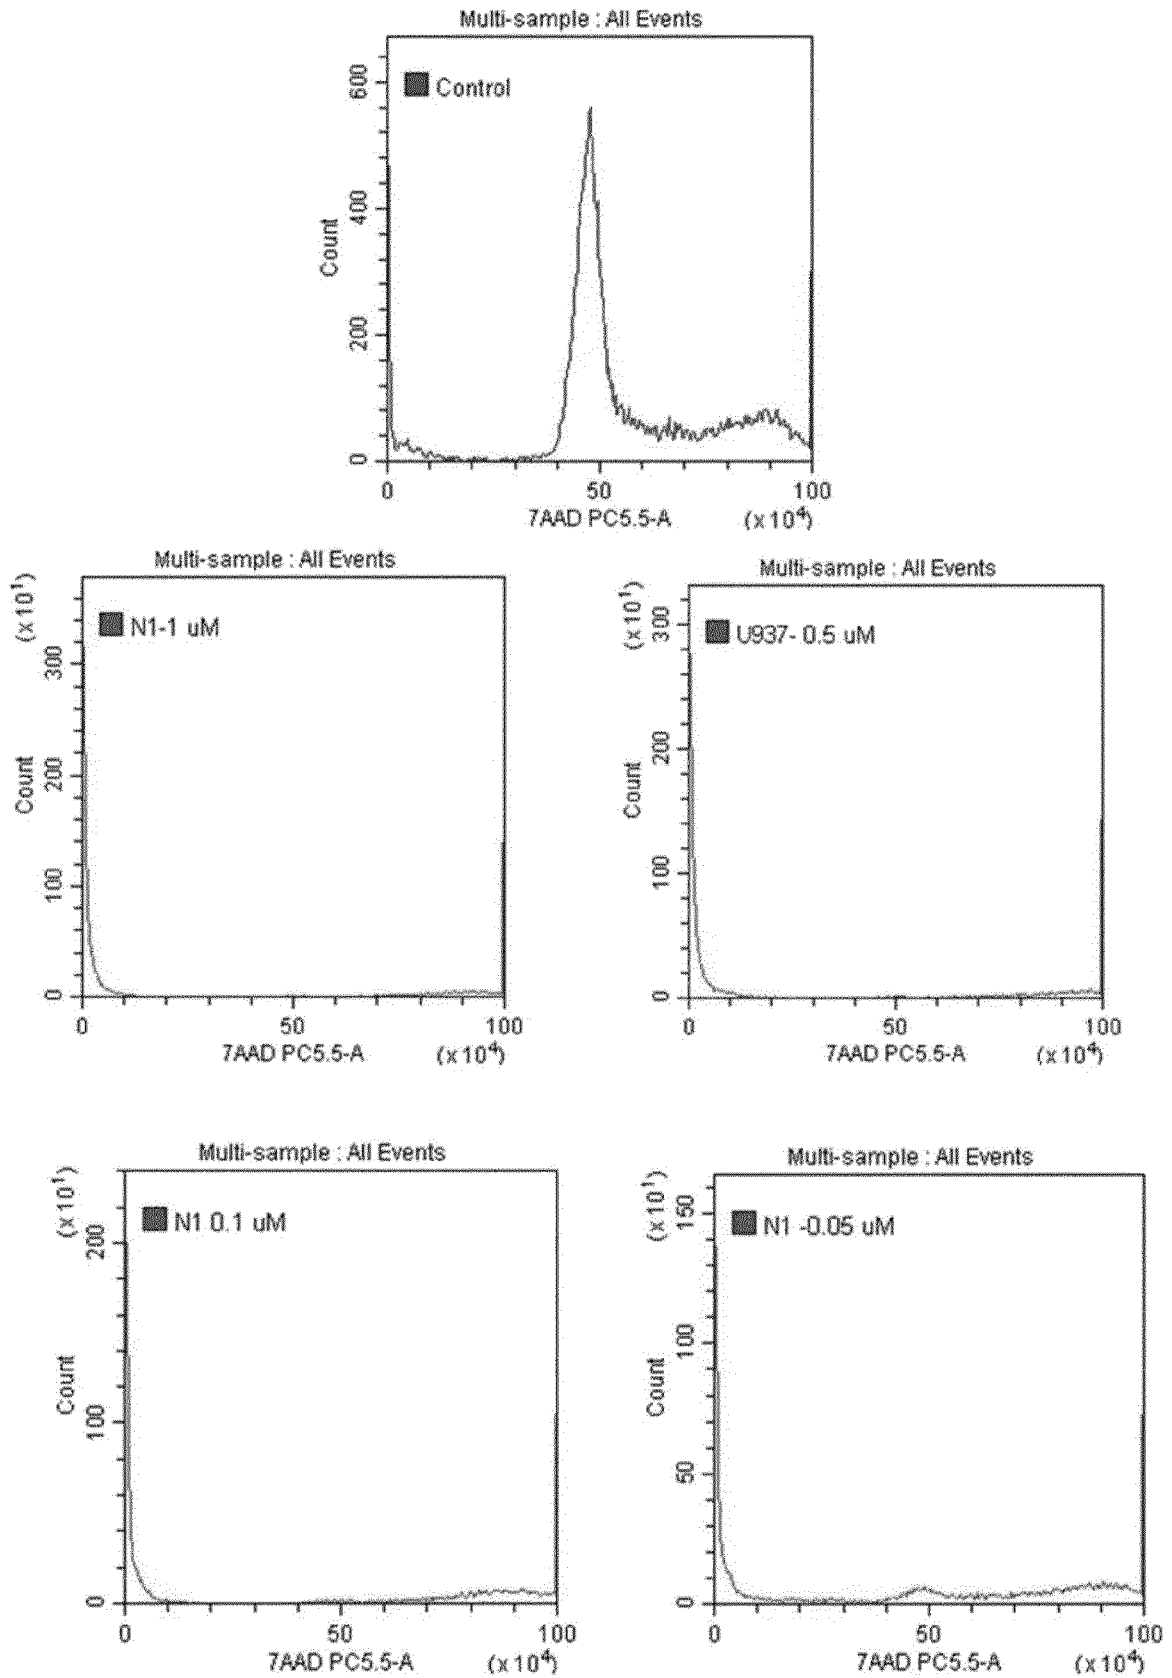 Multi-sample : All Events
Control
600
400
200
0
Count
0 50 100
7AAD PC5.5-A (x10⁴)
Multi-sample : All Events
(x10¹)
N1-1 uM
300
200
100
0
Count
0 50 100
7AAD PC5.5-A (x10⁴)
Multi-sample : All Events
(x10¹)
U937- 0.5 uM
300
200
100
0
Count
0 50 100
7AAD PC5.5-A (x10⁴)
Multi-sample : All Events
(x10¹)
N1 0.1 uM
200
100
0
Count
0 50 100
7AAD PC5.5-A (x10⁴)
Multi-sample : All Events
(x10¹)
N1 -0.05 uM
150
100
50
0
Count
0 50 100
7AAD PC5.5-A (x10⁴)